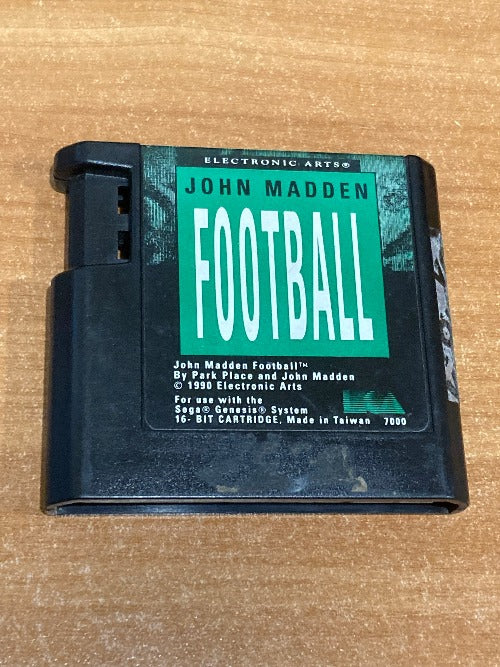 ELECTRONIC ARTS®
JOHN MADDEN
FOOTBALL
John Madden Football™
By Park Place and John Madden
© 1990 Electronic Arts
For use with the
Sega® Genesis® System
16- BIT CARTRIDGE, Made in Taiwan 7000